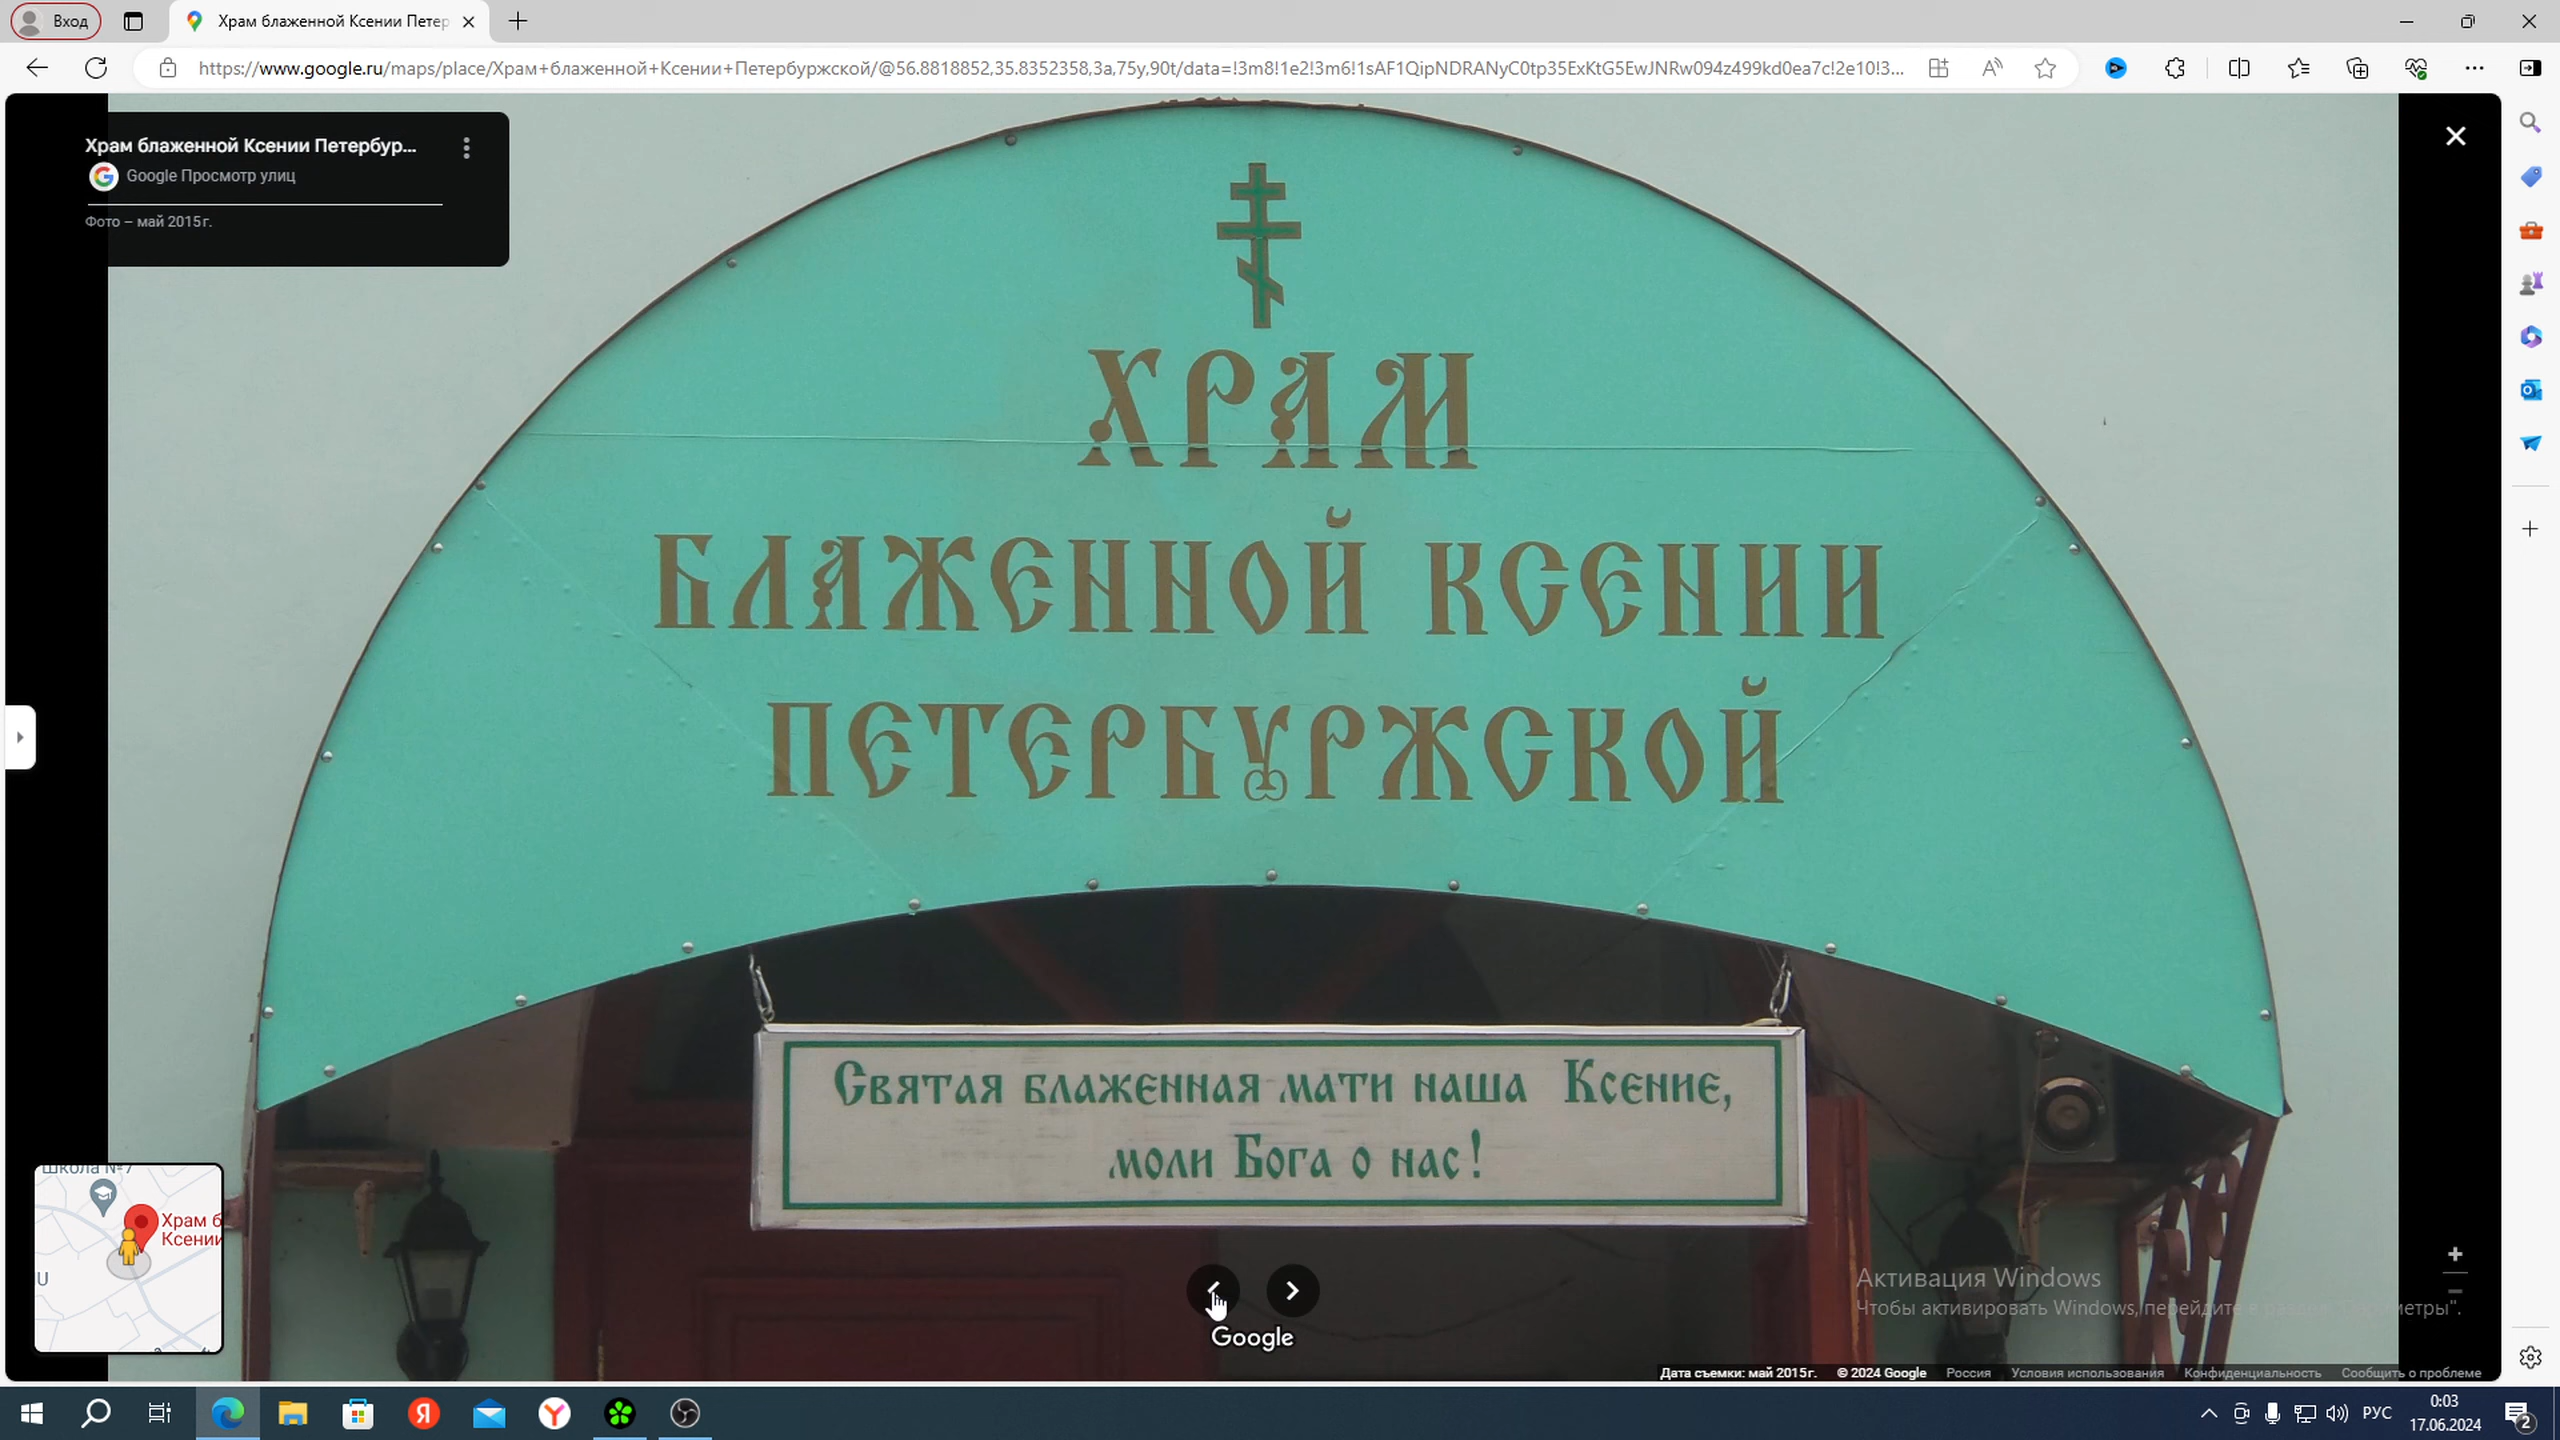 Вход
Храм блаженной Ксении Петер
https://www.google.ru/maps/place/Храм+блаженной+Ксении+Петербуржской/@56.8818852,35.8352358,3a,75y,90t/data=!3m8!1e2!3m6!1sAF1QipNDRANyC0tp35ExKtG5EwJNRw094z499kd0ea7c!2e10!3...
Храм блаженной Ксении Петербур...
Google Просмотр улиц
Фото – май 2015 г.
ХРАМ
БЛАЖЕННОЙ КСЕНИИ
ПЕТЕРБУРЖСКОЙ
Святая блаженная мати наша Ксение,
моли Бога о нас!
Школа №7
Храм б
Ксении
U
Google
Активация Windows
Чтобы активировать Windows, перейдите в раздел "Параметры".
Дата съемки: май 2015 г. © 2024 Google Россия Условия использования Конфиденциальность Сообщить о проблеме
РУС
0:03
17.06.2024
2